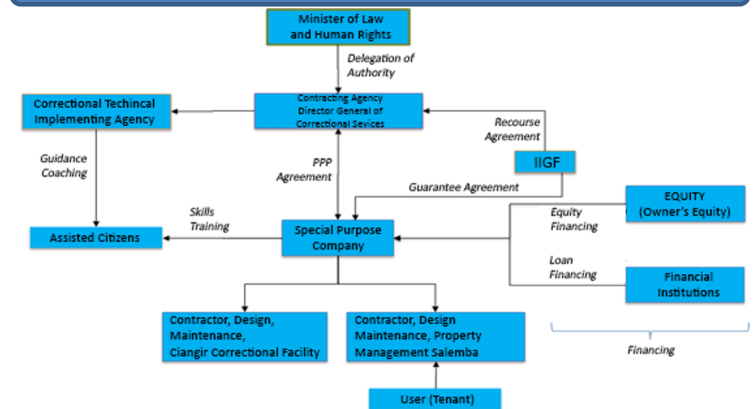 Minister of Law
and Human Rights
Delegation of
Authority
Contracting Agency
Director General of
Correctional Sevices
Correctional Techincal
Implementing Agency
Recourse
Agreement
IIGF
Guidance
Coaching
PPP
Agreement
Guarantee Agreement
EQUITY
(Owner's Equity)
Equity
Financing
Skills
Training
Assisted Citizens
Special Purpose
Company
Loan
Financing
Financial
Institutions
Contractor, Design,
Maintenance,
Ciangir Correctional Facility
Contractor, Design
Maintenance, Property
Management Salemba
Financing
User (Tenant)